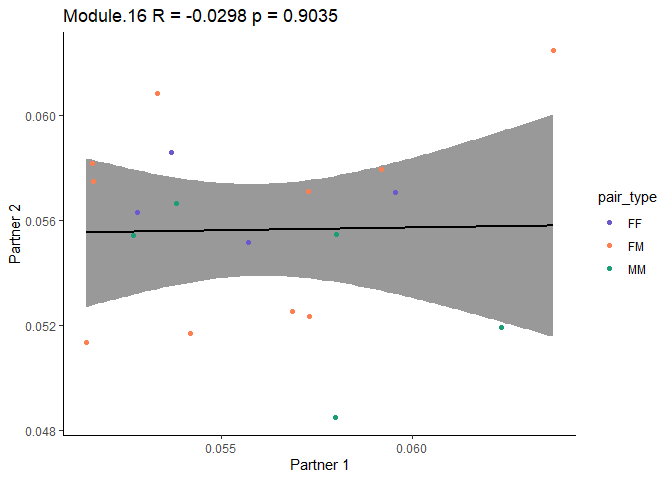 Module.16 R = -0.0298 p = 0.9035
0.060
0.056
0.052
0.048
Partner 2
0.055
0.060
Partner 1
pair_type
FF
FM
MM